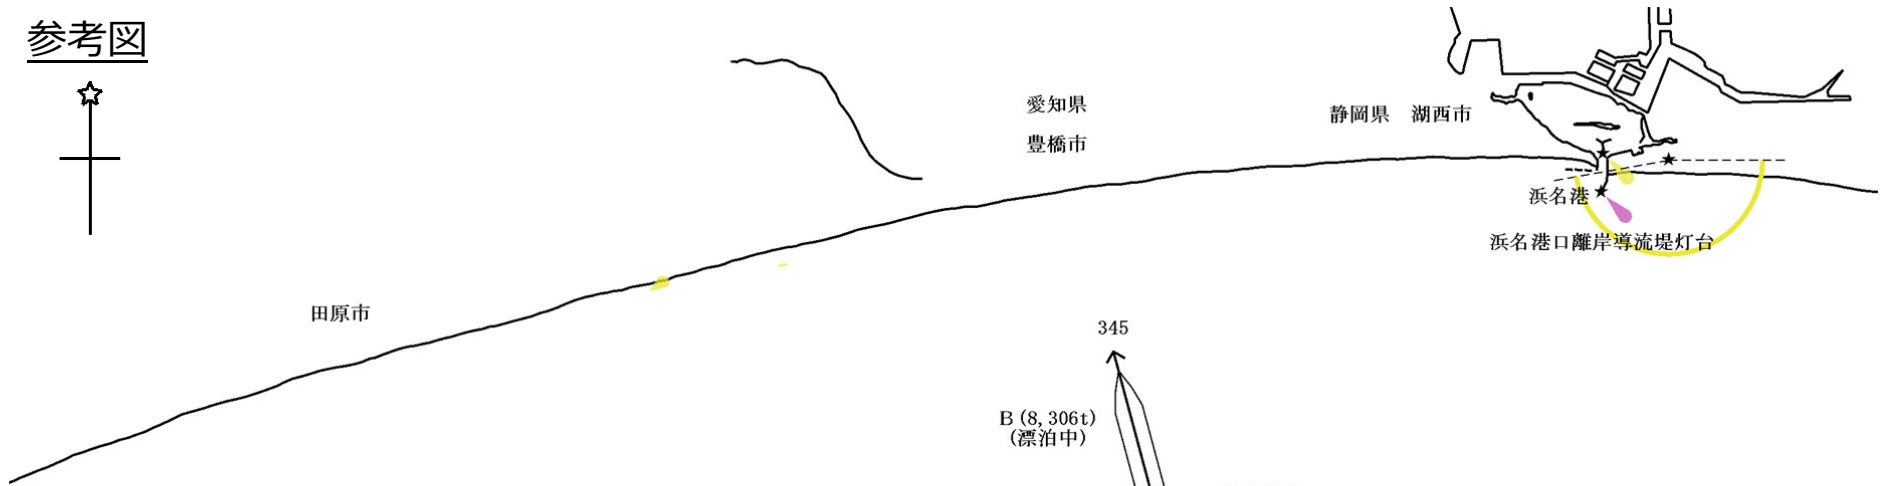 参考図
愛知県
豊橋市
静岡県　湖西市
浜名港
浜名港口離岸導流堤灯台
田原市
345
B (8,306t)
(漂泊中)